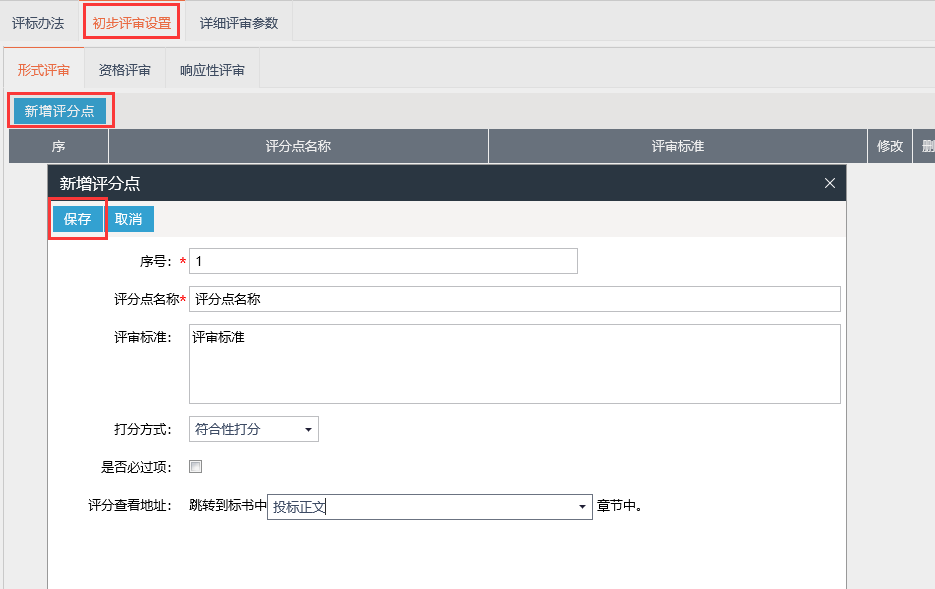 评标办法 初步评审设置 详细评审参数
形式评审 资格评审 响应性评审
新增评分点
序 评分点名称 评审标准 修改 删
新增评分点
保存 取消
序号: * 1
评分点名称* 评分点名称
评审标准: 评审标准
打分方式: 符合性打分
是否必过项:
评分查看地址: 跳转到标书中 投标正文 章节中。